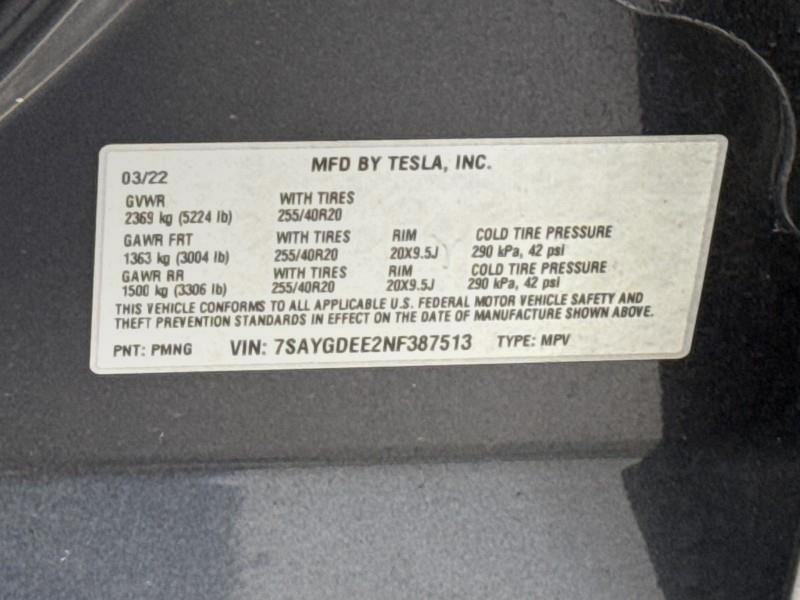 MFD BY TESLA, INC.
03/22
GVWR WITH TIRES
2369 kg (5224 lb) 255/40R20
GAWR FRT WITH TIRES RIM COLD TIRE PRESSURE
1363 kg (3004 lb) 255/40R20 20X9.5J 290 kPa, 42 psi
GAWR RR WITH TIRES RIM COLD TIRE PRESSURE
1500 kg (3306 lb) 255/40R20 20X9.5J 290 kPa, 42 psi
THIS VEHICLE CONFORMS TO ALL APPLICABLE U.S. FEDERAL MOTOR VEHICLE SAFETY AND
THEFT PREVENTION STANDARDS IN EFFECT ON THE DATE OF MANUFACTURE SHOWN ABOVE.
PNT: PMNG VIN: 7SAYGDEE2NF387513 TYPE: MPV